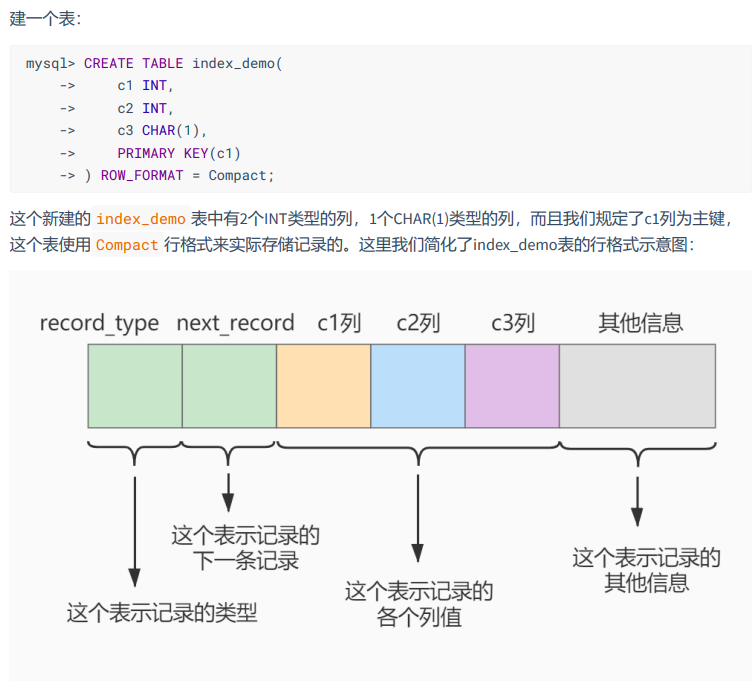 建一个表：
mysql> CREATE TABLE index_demo(
    ->     c1 INT,
    ->     c2 INT,
    ->     c3 CHAR(1),
    ->     PRIMARY KEY(c1)
    -> ) ROW_FORMAT = Compact;
这个新建的 index_demo 表中有2个INT类型的列，1个CHAR(1)类型的列，而且我们规定了c1列为主键，
这个表使用 Compact 行格式来实际存储记录的。这里我们简化了index_demo表的行格式示意图：
record_type next_record c1列 c2列 c3列 其他信息
这个表示记录的
下一条记录
这个表示记录的
其他信息
这个表示记录的类型
这个表示记录的
各个列值